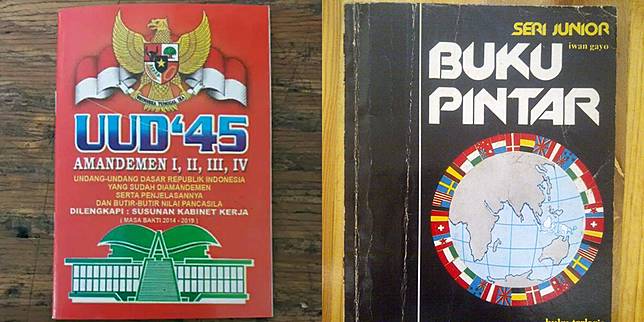 UUD'45
AMANDEMEN I, II, III, IV
UNDANG-UNDANG DASAR REPUBLIK INDONESIA
YANG SUDAH DIAMANDEMEN
SERTA PENJELASANNYA
DAN BUTIR-BUTIR NILAI PANCASILA
DILENGKAPI : SUSUNAN KABINET KERJA
( MASA BAKTI 2014 - 2019 )
SERI JUNIOR
iwan gayo
BUKU
PINTAR